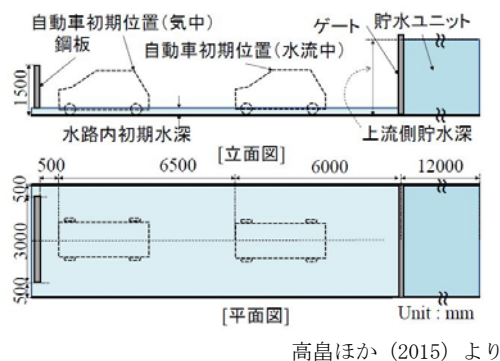 自動車初期位置(気中)
鋼板
自動車初期位置(水流中)
ゲート
貯水ユニット
1500
水路内初期水深
上流側貯水深
[立面図]
500
6500
6000
12000
500
3000
500
[平面図]
Unit : mm
高畠ほか (2015) より